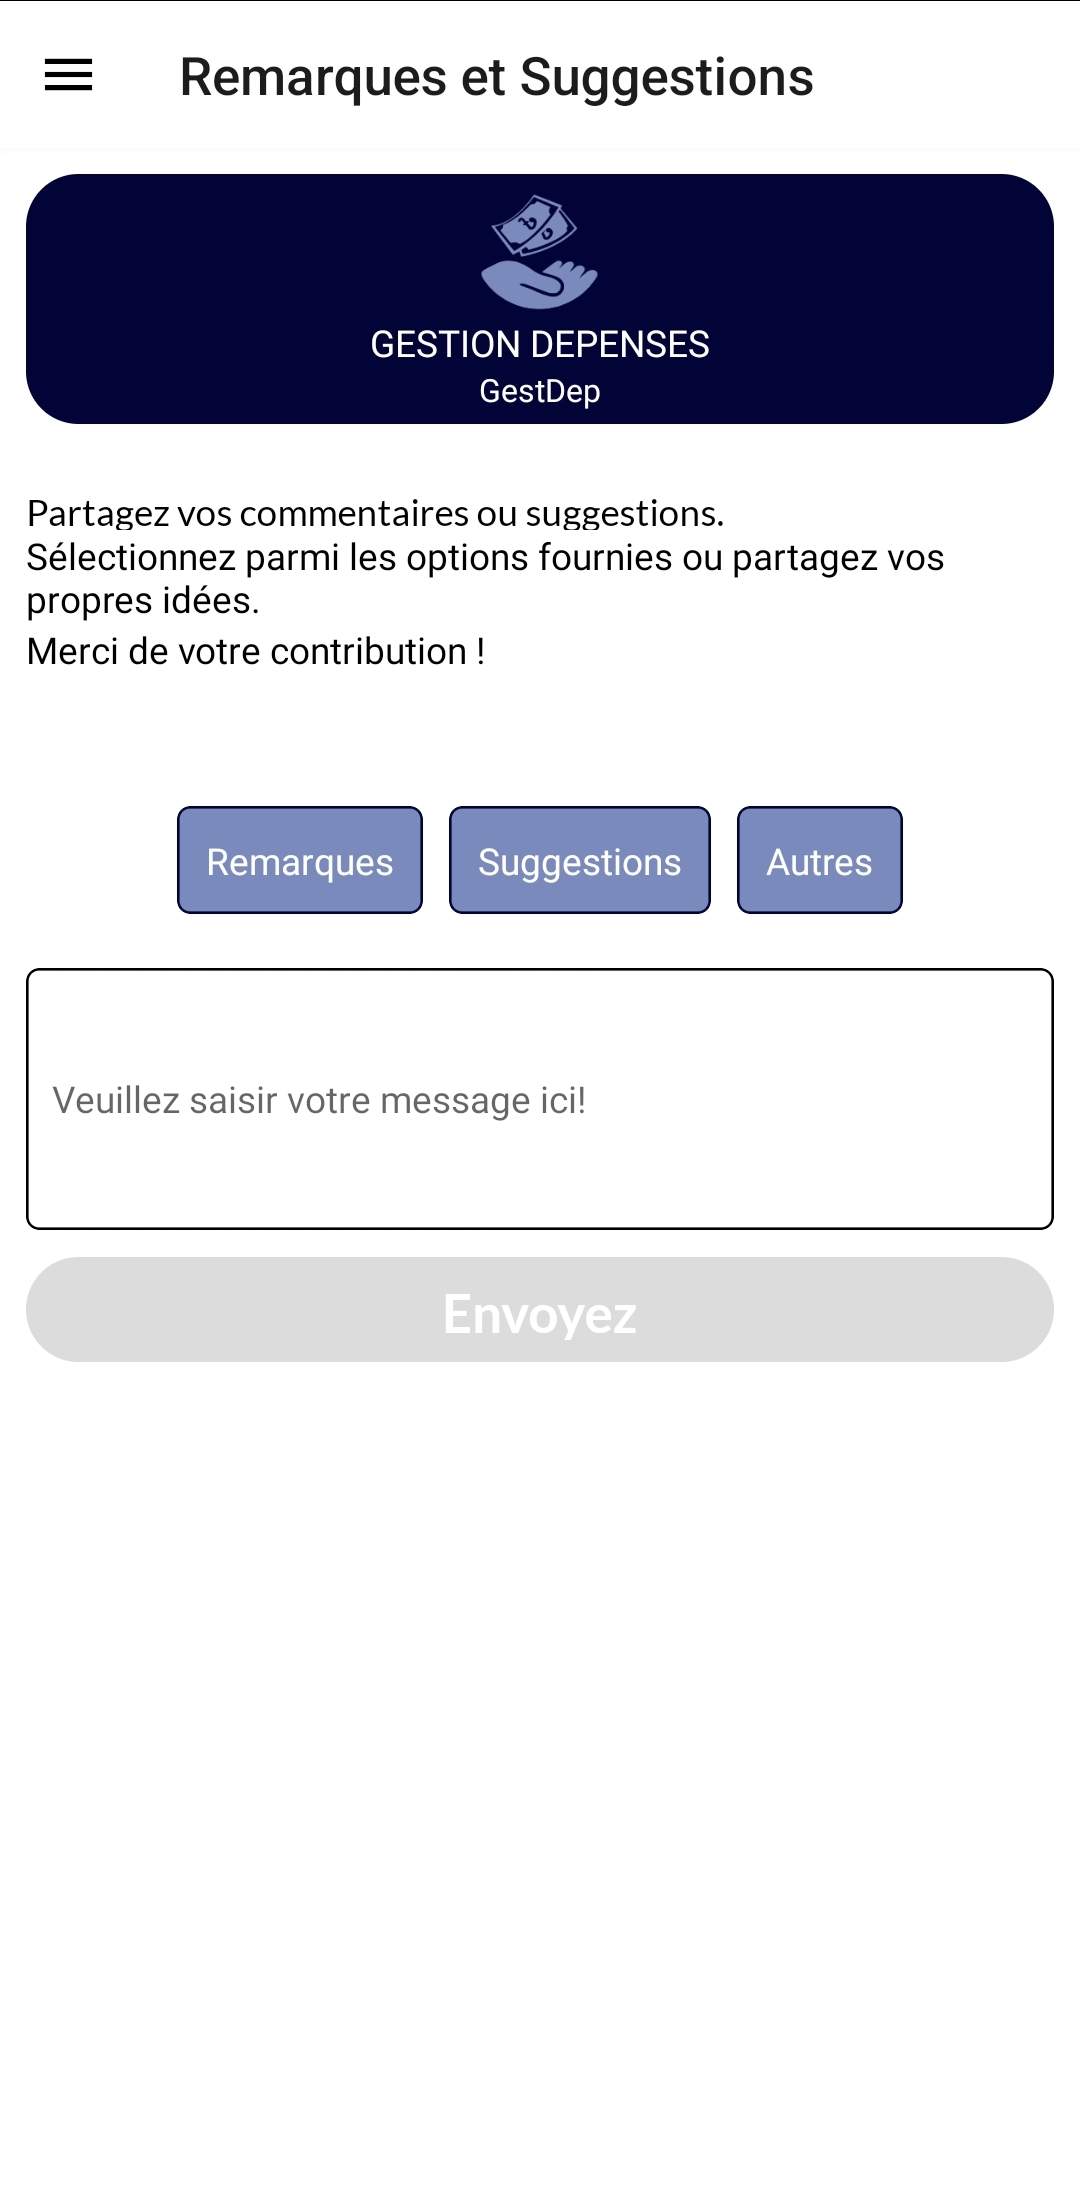 Remarques et Suggestions
GESTION DEPENSES
GestDep
Partagez vos commentaires ou suggestions.
Sélectionnez parmi les options fournies ou partagez vos
propres idées.
Merci de votre contribution !
Remarques Suggestions Autres
Veuillez saisir votre message ici!
Envoyez